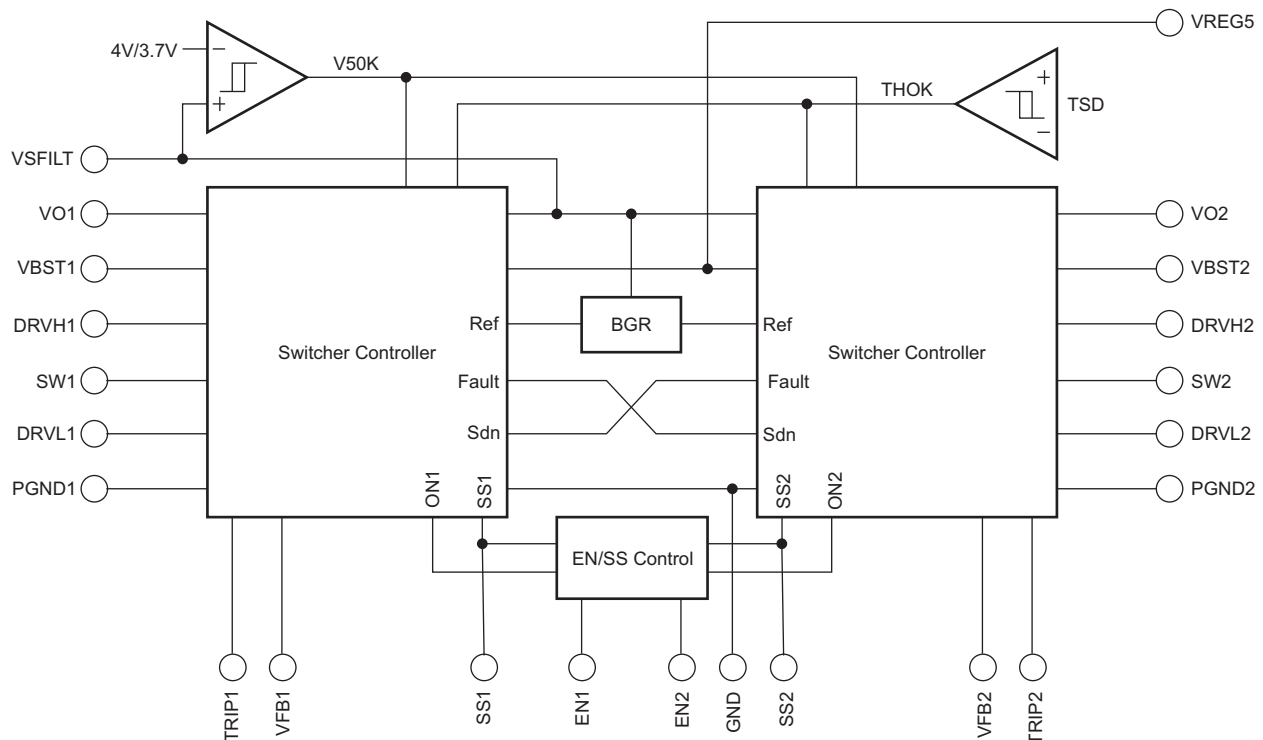 VREG5
4V/3.7V
−
+
V50K
THOK
+
−
TSD
VSFILT
VO1
VO2
VBST1
VBST2
DRVH1
Ref
BGR
Ref
DRVH2
Switcher Controller
Switcher Controller
SW1
Fault
Fault
SW2
DRVL1
Sdn
Sdn
DRVL2
PGND1
ON1
SS1
SS2
ON2
PGND2
EN/SS Control
TRIP1
VFB1
SS1
EN1
EN2
GND
SS2
VFB2
TRIP2